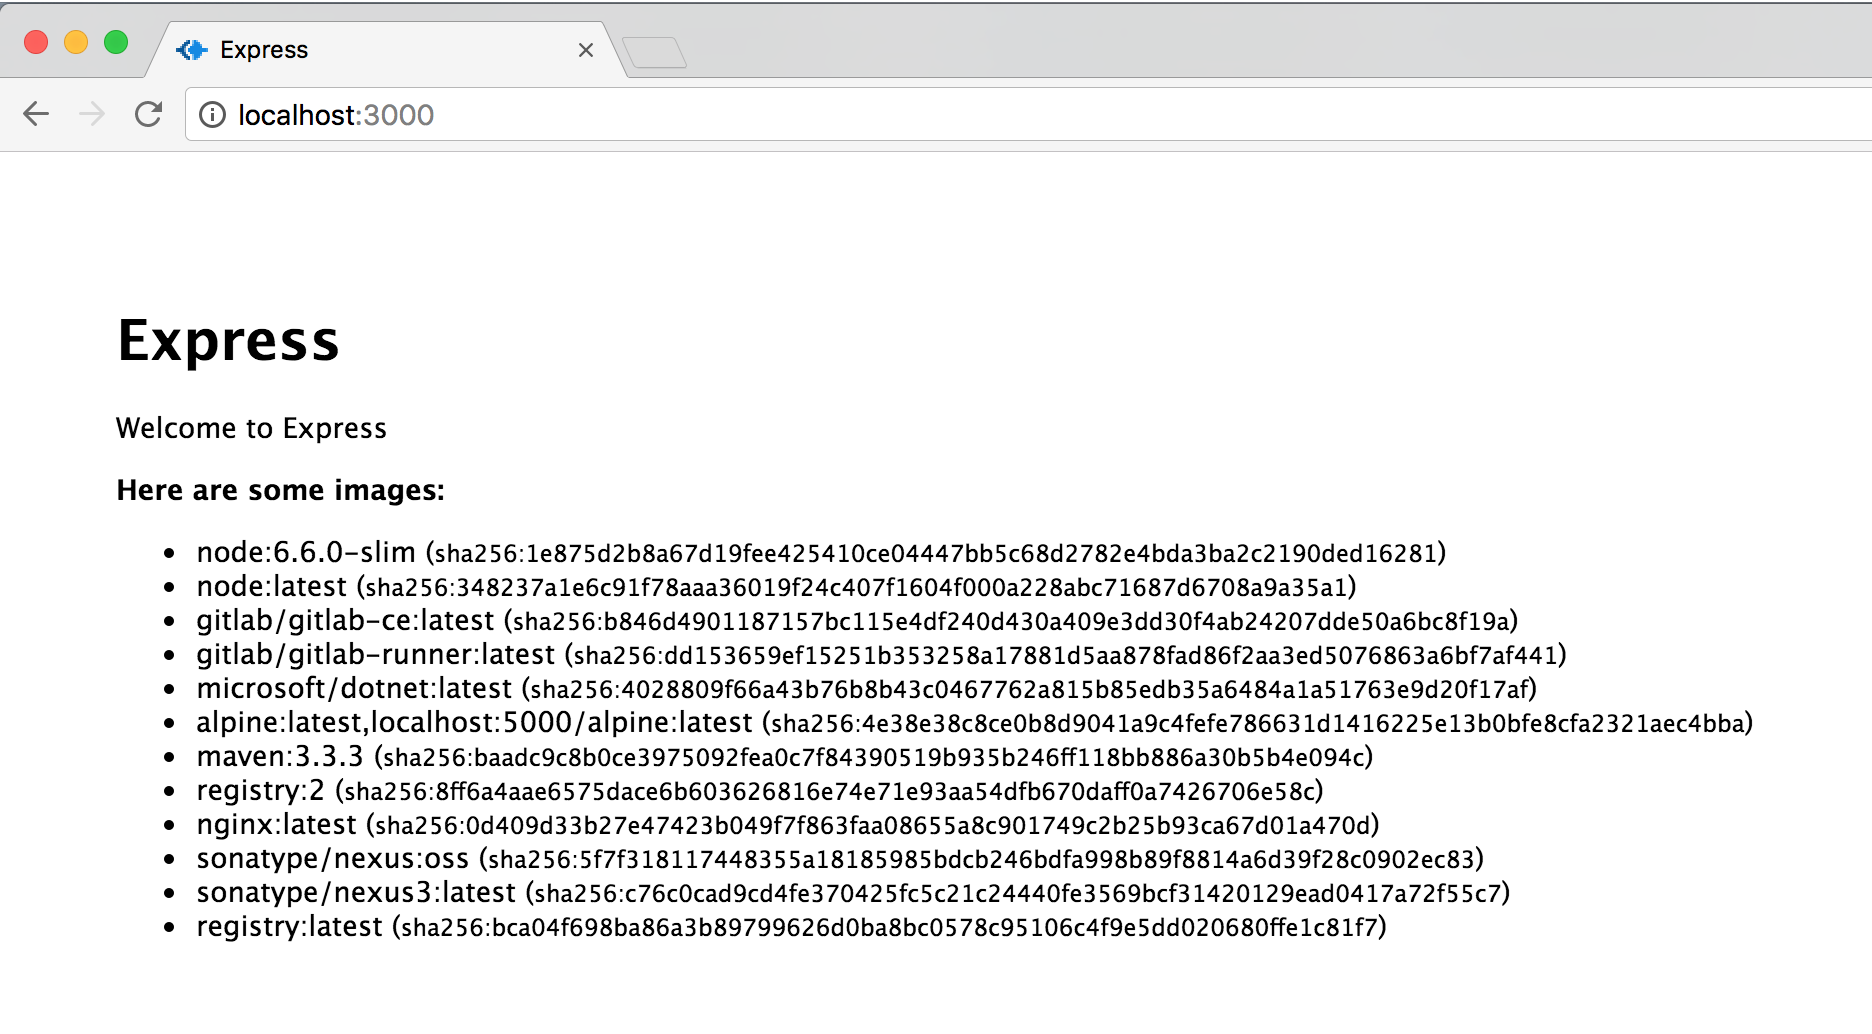 Express
localhost:3000
Express
Welcome to Express
Here are some images:
node:6.6.0-slim (sha256:1e875d2b8a67d19fee425410ce04447bb5c68d2782e4bda3ba2c2190ded16281)
node:latest (sha256:348237a1e6c91f78aaa36019f24c407f1604f000a228abc71687d6708a9a35a1)
gitlab/gitlab-ce:latest (sha256:b846d4901187157bc115e4df240d430a409e3dd30f4ab24207dde50a6bc8f19a)
gitlab/gitlab-runner:latest (sha256:dd153659ef15251b353258a17881d5aa878fad86f2aa3ed5076863a6bf7af441)
microsoft/dotnet:latest (sha256:4028809f66a43b76b8b43c0467762a815b85edb35a6484a1a51763e9d20f17af)
alpine:latest,localhost:5000/alpine:latest (sha256:4e38e38c8ce0b8d9041a9c4fefe786631d1416225e13b0bfe8cfa2321aec4bba)
maven:3.3.3 (sha256:baadc9c8b0ce3975092fea0c7f84390519b935b246ff118bb886a30b5b4e094c)
registry:2 (sha256:8ff6a4aae6575dace6b603626816e74e71e93aa54dfb670daff0a7426706e58c)
nginx:latest (sha256:0d409d33b27e47423b049f7f863faa08655a8c901749c2b25b93ca67d01a470d)
sonatype/nexus:oss (sha256:5f7f318117448355a18185985bdcb246bdfa998b89f8814a6d39f28c0902ec83)
sonatype/nexus3:latest (sha256:c76c0cad9cd4fe370425fc5c21c24440fe3569bcf31420129ead0417a72f55c7)
registry:latest (sha256:bca04f698ba86a3b89799626d0ba8bc0578c95106c4f9e5dd020680ffe1c81f7)